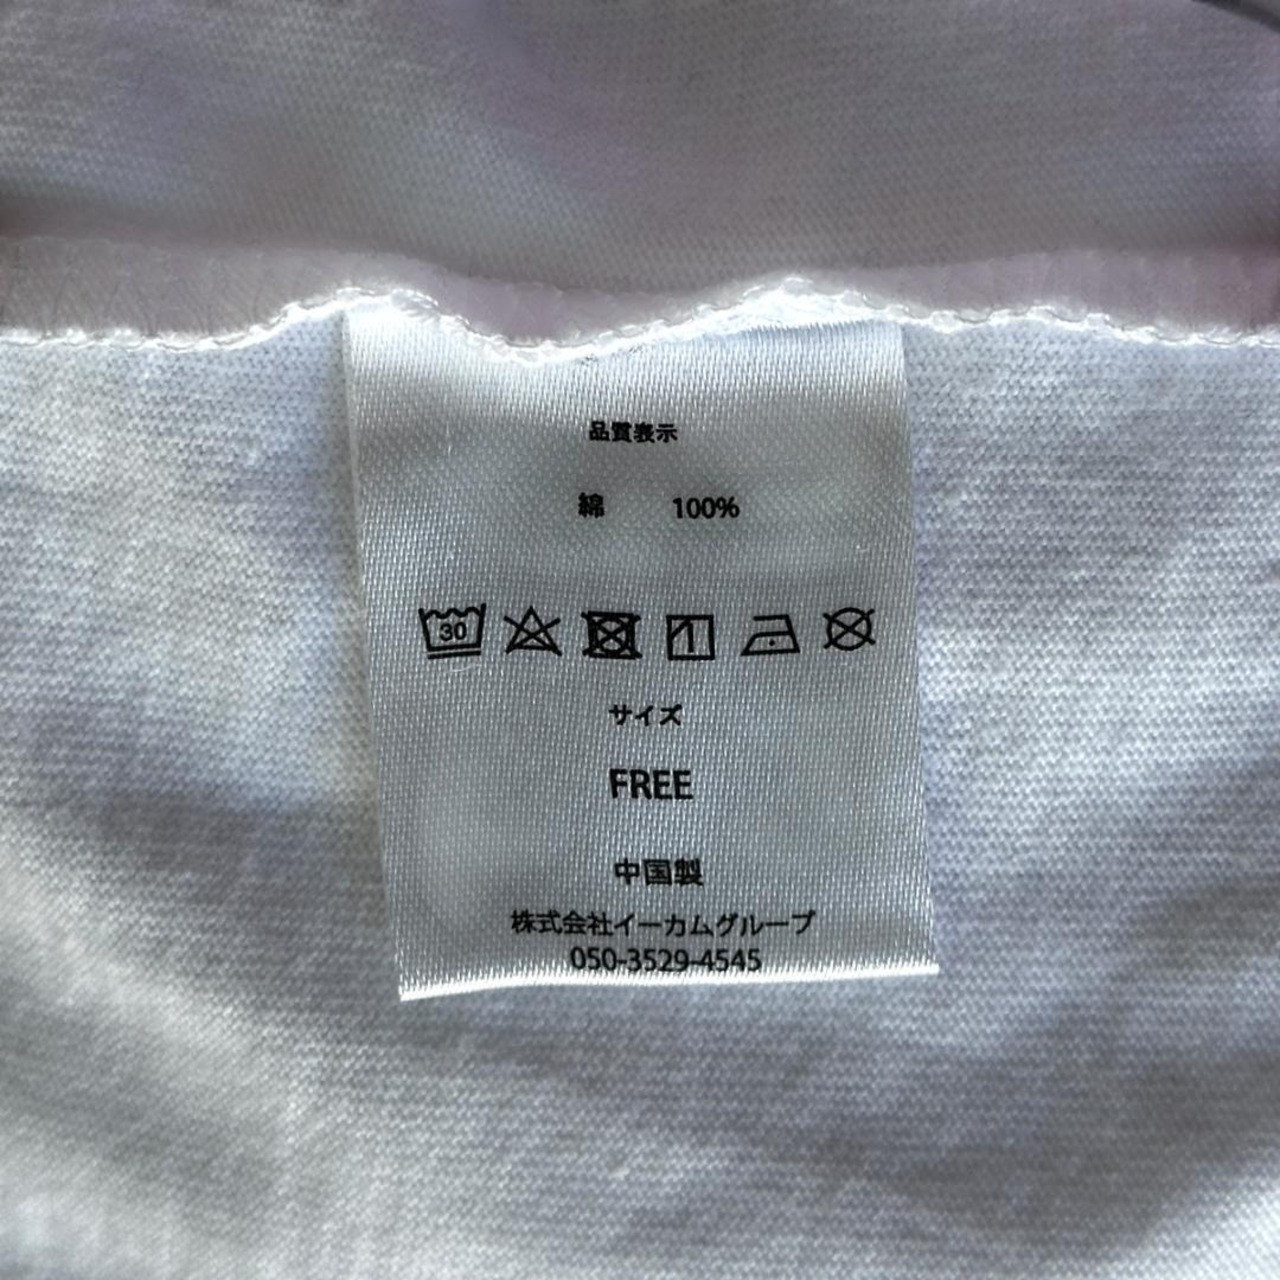 品質表示
綿 100%
30
サイズ
FREE
中国製
株式会社イーカムグループ
050-3529-4545